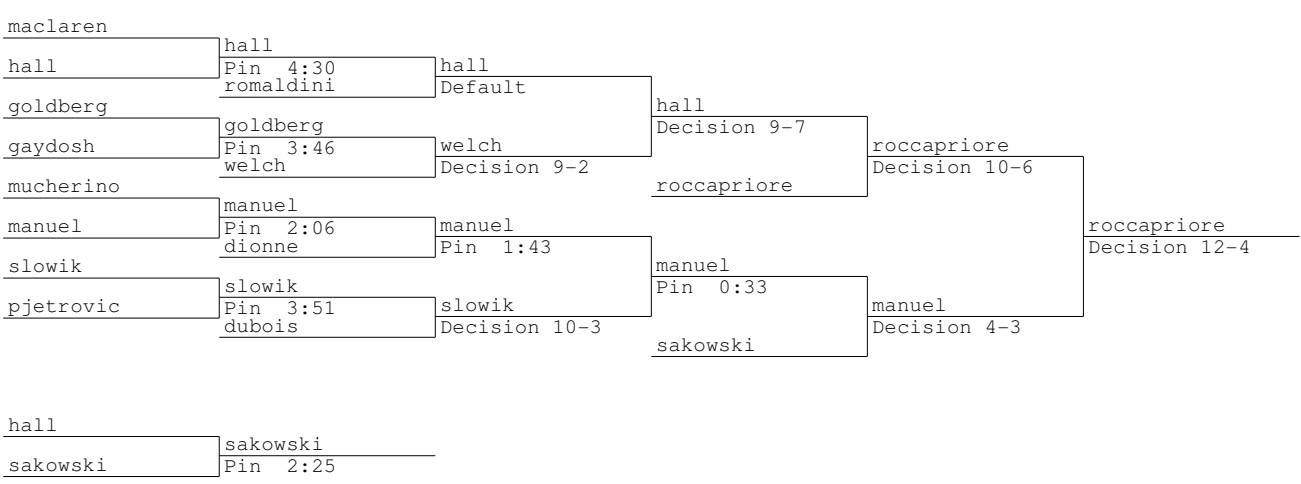 maclaren
hall
hall
Pin 4:30
hall
romaldini
Default
goldberg
hall
goldberg
Decision 9-7
gaydosh
Pin 3:46
welch
roccapriore
welch
Decision 9-2
Decision 10-6
mucherino
roccapriore
manuel
manuel
Pin 2:06
manuel
roccapriore
dionne
Pin 1:43
Decision 12-4
slowik
manuel
slowik
Pin 0:33
pjetrovic
Pin 3:51
slowik
manuel
dubois
Decision 10-3
Decision 4-3
sakowski
hall
sakowski
sakowski
Pin 2:25